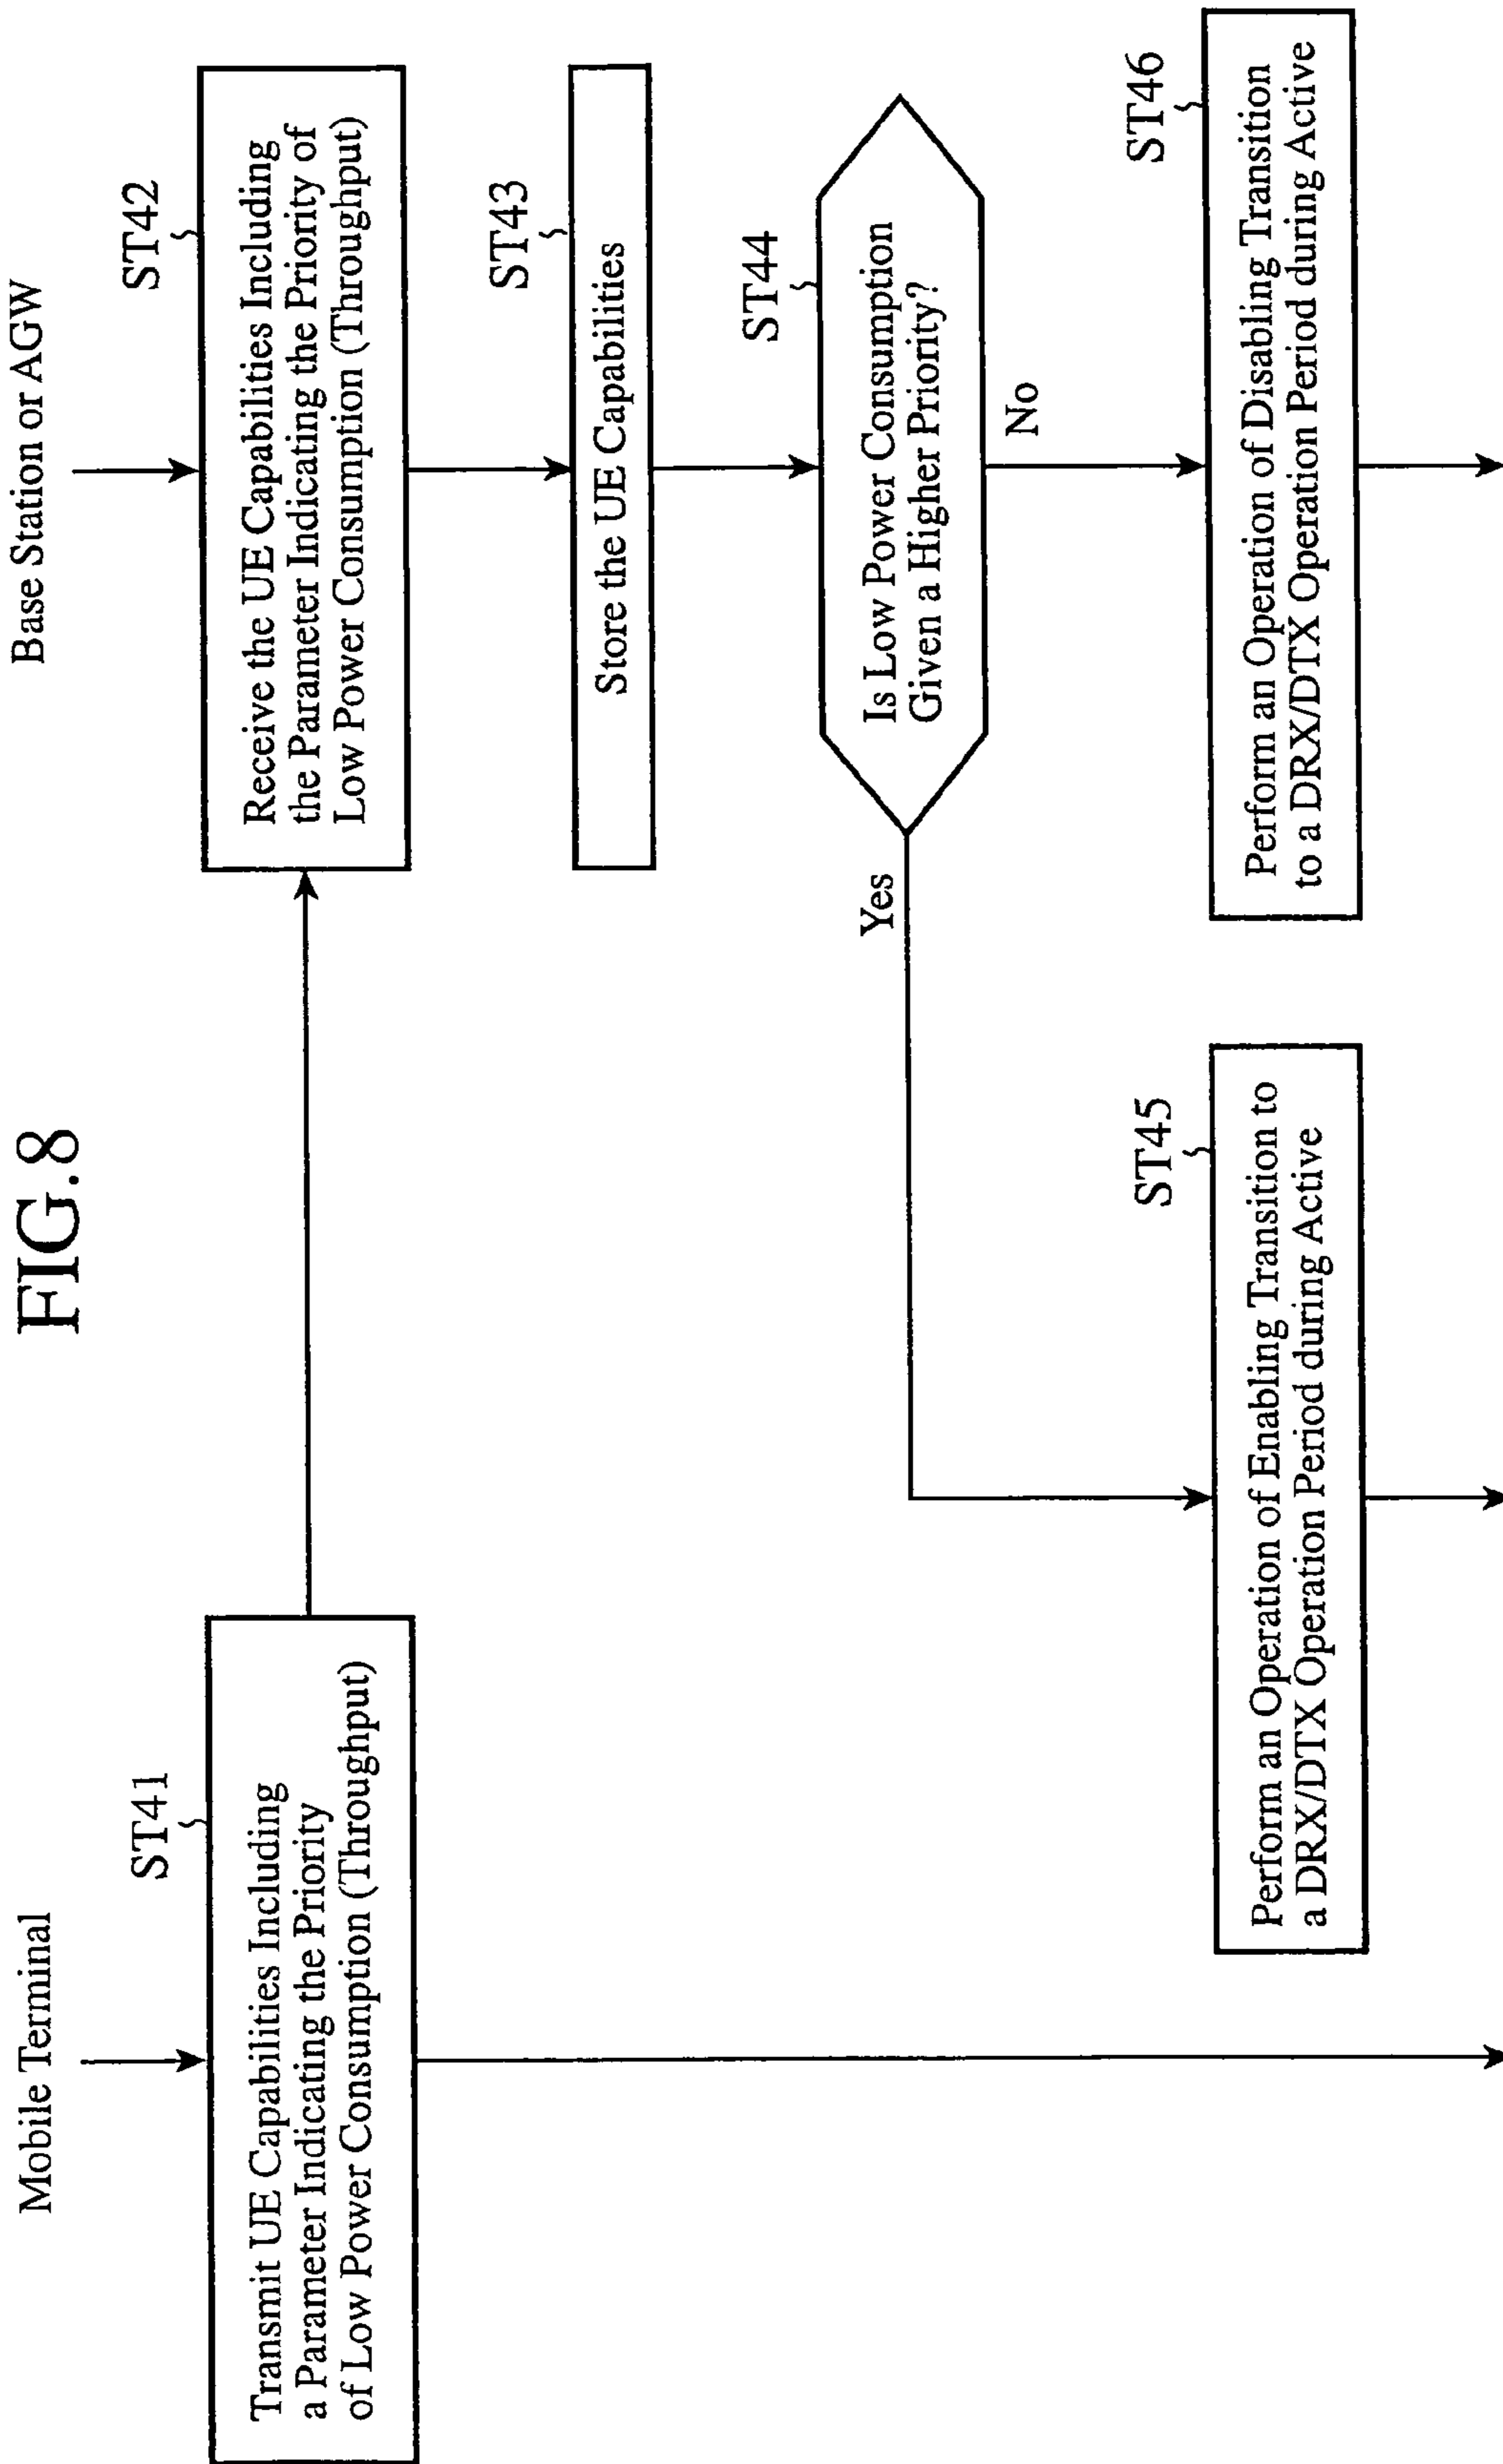 FIG.8
Mobile Terminal
Base Station or AGW
ST41
Transmit UE Capabilities Including
a Parameter Indicating the Priority
of Low Power Consumption (Throughput)
ST42
Receive the UE Capabilities Including
the Parameter Indicating the Priority of
Low Power Consumption (Throughput)
ST43
Store the UE Capabilities
ST44
Is Low Power Consumption
Given a Higher Priority?
Yes
No
ST45
Perform an Operation of Enabling Transition to
a DRX/DTX Operation Period during Active
ST46
Perform an Operation of Disabling Transition
to a DRX/DTX Operation Period during Active